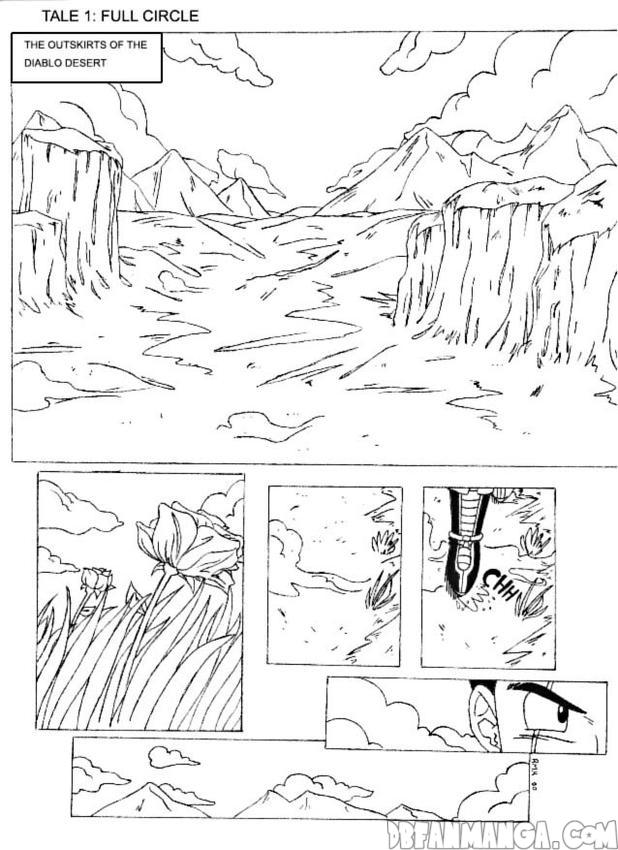 TALE 1: FULL CIRCLE
THE OUTSKIRTS OF THE
DIABLO DESERT
CHH
DBFANMANGA.COM